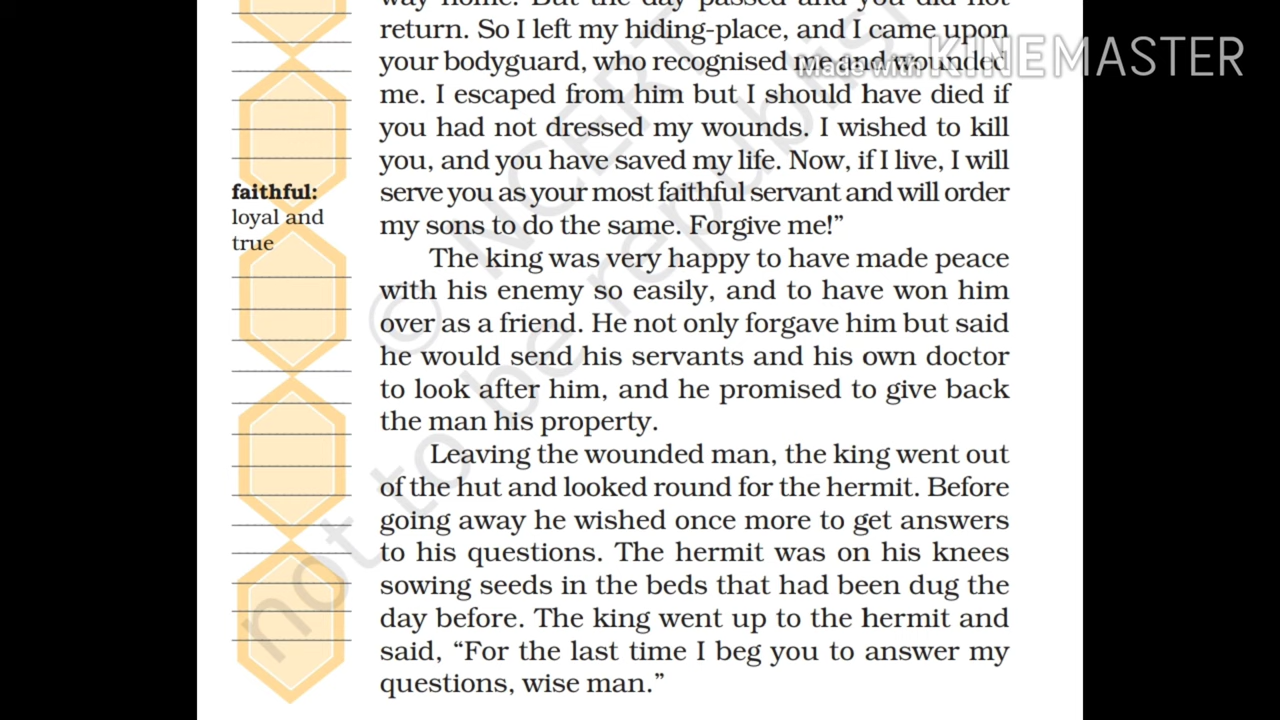 way home. But the day passed and you did not
return. So I left my hiding-place, and I came upon
your bodyguard, who recognised me and wounded
me. I escaped from him but I should have died if
you had not dressed my wounds. I wished to kill
you, and you have saved my life. Now, if I live, I will
serve you as your most faithful servant and will order
my sons to do the same. Forgive me!”
The king was very happy to have made peace
with his enemy so easily, and to have won him
over as a friend. He not only forgave him but said
he would send his servants and his own doctor
to look after him, and he promised to give back
the man his property.
Leaving the wounded man, the king went out
of the hut and looked round for the hermit. Before
going away he wished once more to get answers
to his questions. The hermit was on his knees
sowing seeds in the beds that had been dug the
day before. The king went up to the hermit and
said, “For the last time I beg you to answer my
questions, wise man.”
faithful:
loyal and
true
Made with KINEMASTER
© NCERT
not to be republis